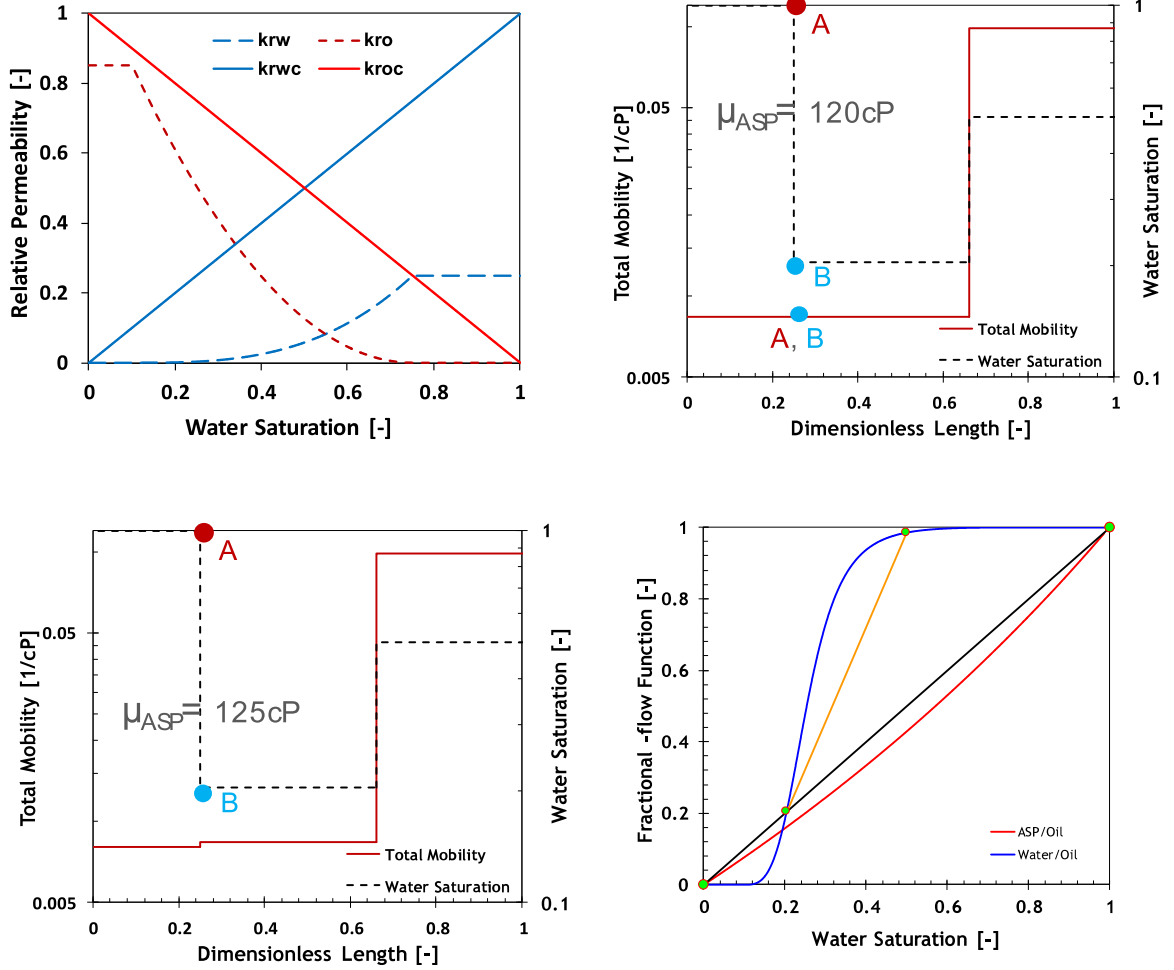 1
0.8
0.6
0.4
0.2
0
Relative Permeability [-]
krw
kro
krwc
kroc
0
0.2
0.4
0.6
0.8
1
Water Saturation [-]
A
μASP= 120cP
B
A, B
Total Mobility
Water Saturation
0.05
0.005
Total Mobility [1/cP]
1
0.1
Water Saturation [-]
0
0.2
0.4
0.6
0.8
1
Dimensionless Length [-]
A
μASP= 125cP
B
Total Mobility
Water Saturation
0.05
0.005
Total Mobility [1/cP]
1
0.1
Water Saturation [-]
0
0.2
0.4
0.6
0.8
1
Dimensionless Length [-]
1
0.8
0.6
0.4
0.2
0
Fractional -flow Function [-]
ASP/Oil
Water/Oil
0
0.2
0.4
0.6
0.8
1
Water Saturation [-]